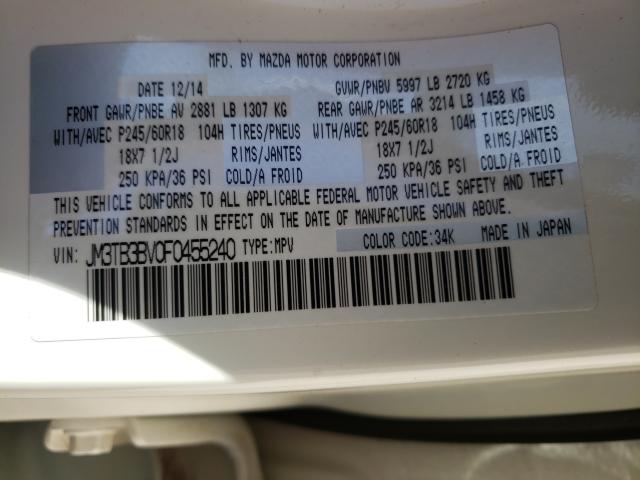 MFD. BY MAZDA MOTOR CORPORATION
DATE 12/14 GVWR/PNBV 5997 LB 2720 KG
FRONT GAWR/PNBE AV 2881 LB 1307 KG REAR GAWR/PNBE AR 3214 LB 1458 KG
WITH/AVEC P245/60R18 104H TIRES/PNEUS WITH/AVEC P245/60R18 104H TIRES/PNEUS
18X7 1/2J RIMS/JANTES 18X7 1/2J RIMS/JANTES
250 KPA/36 PSI COLD/A FROID 250 KPA/36 PSI COLD/A FROID
THIS VEHICLE CONFORMS TO ALL APPLICABLE FEDERAL MOTOR VEHICLE SAFETY AND THEFT
PREVENTION STANDARDS IN EFFECT ON THE DATE OF MANUFACTURE SHOWN ABOVE.
VIN: JM3TB3BV0F0455240 TYPE:MPV COLOR CODE:34K MADE IN JAPAN